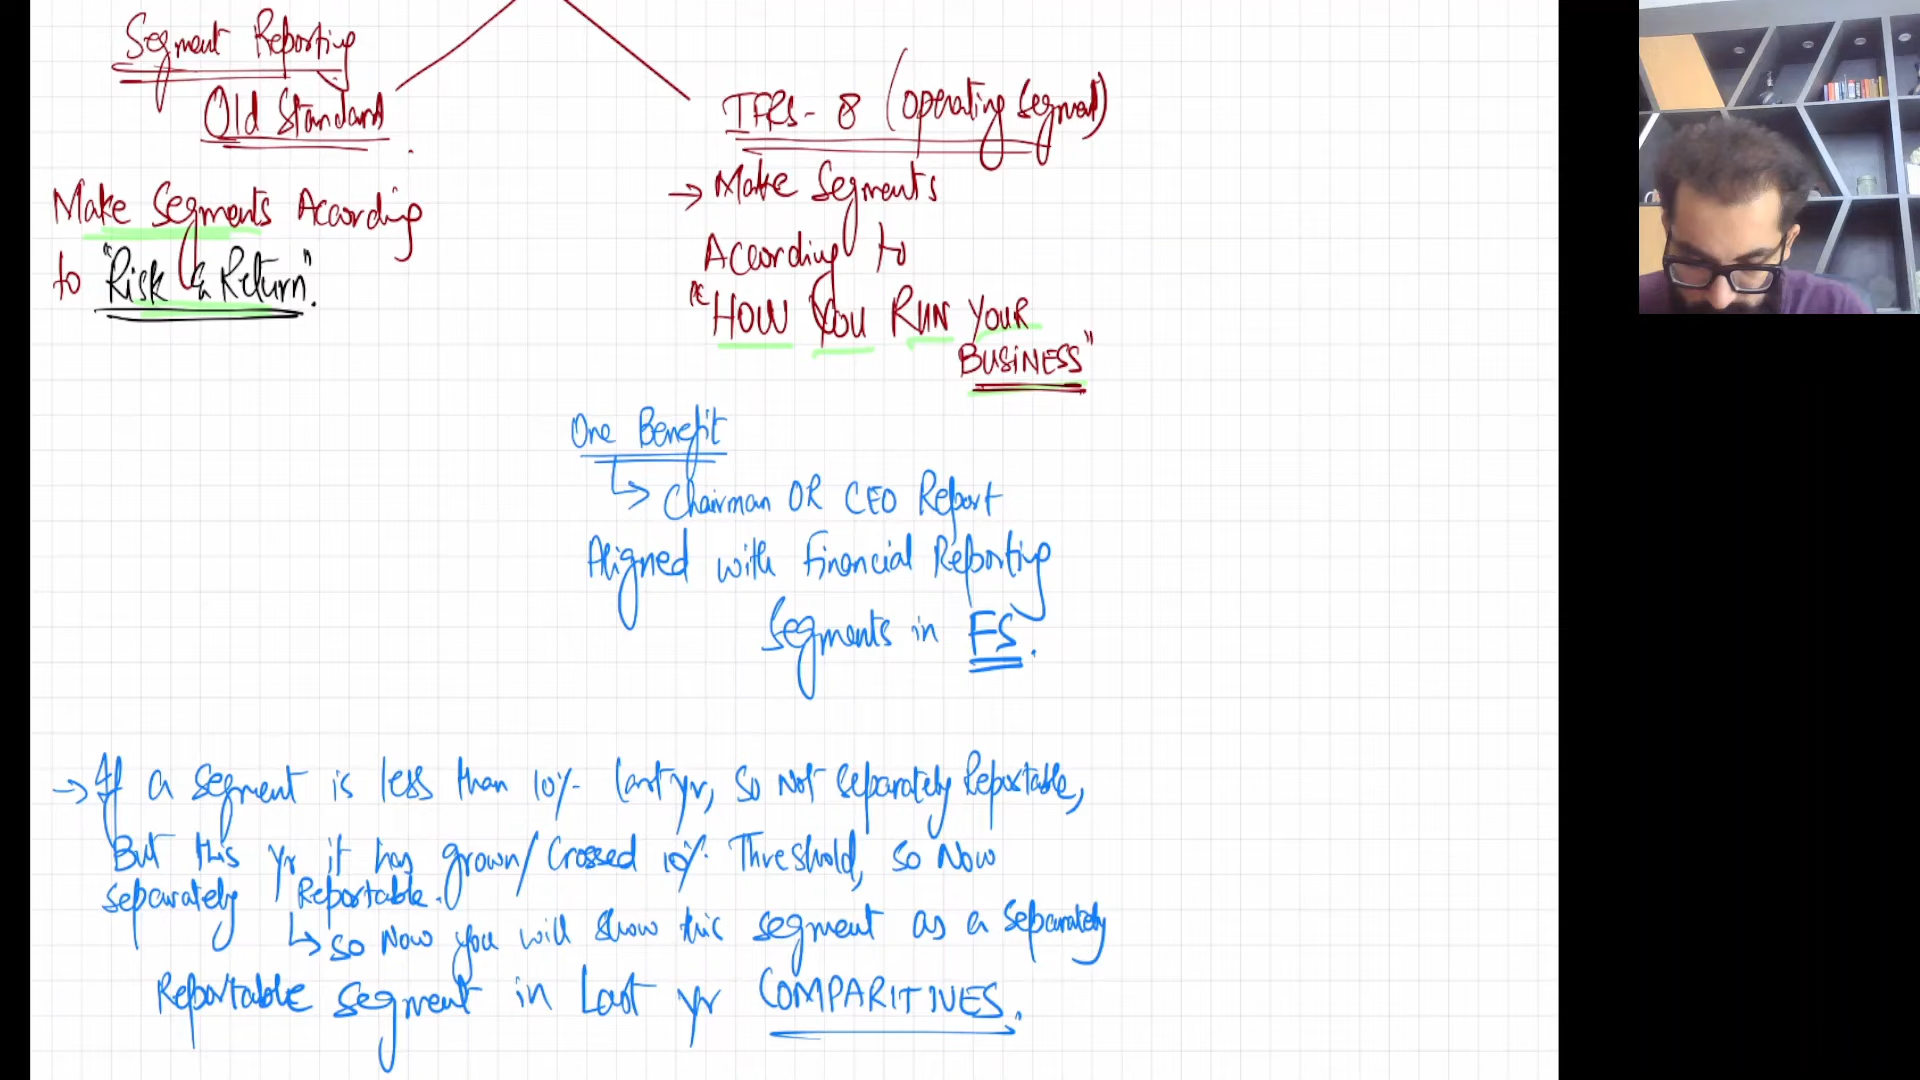 Segment Reporting
Old Standard
Make Segments According
to "Risk & Return".
IFRS - 8 (Operating Segment)
→ Make Segments
According to
"HOW YOU RUN YOUR
BUSINESS"
One Benefit
↳ Chairman OR CEO Report
Aligned with Financial Reporting
Segments in FS.
→ If a segment is less than 10% last yr, so Not separately Reportable,
But this yr it has grown/Crossed 10% Threshold, so Now
separately Reportable.
↳ so Now you will show this segment as a separately
Reportable segment in Last yr COMPARITIVES.